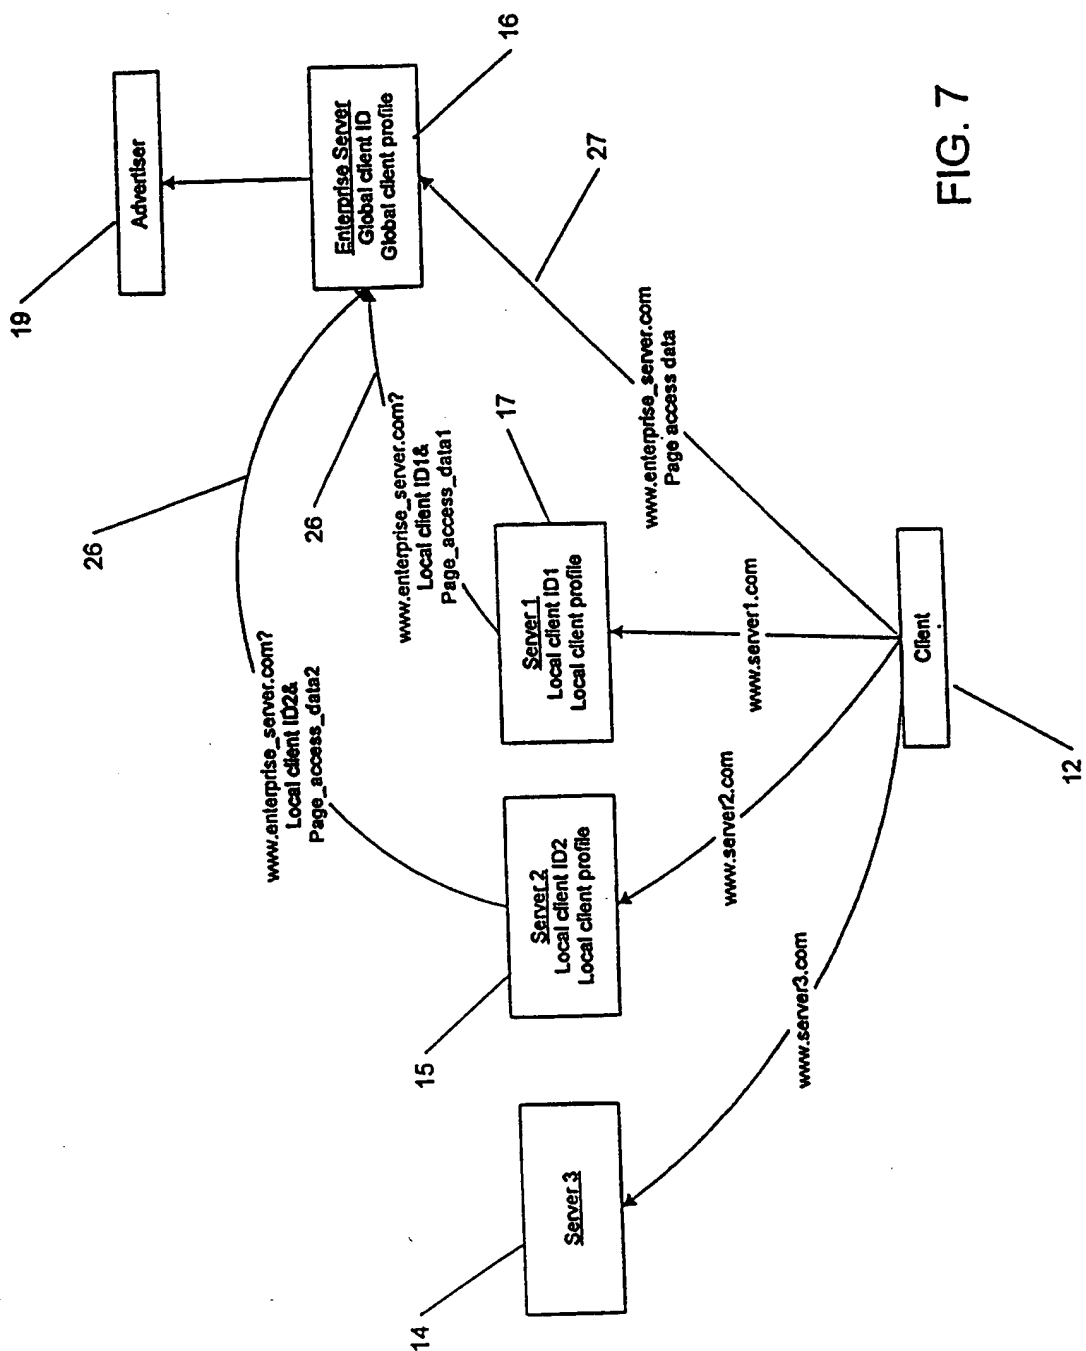 19
Advertiser
16
Enterprise Server
Global client ID
Global client profile
26
26
27
www.enterprise_server.com?
Local client ID2&
Page_access_data2
www.enterprise_server.com?
Local client ID1&
Page_access_data1
www.enterprise_server.com
Page access data
14
Server 3
15
Server 2
Local client ID2
Local client profile
17
Server 1
Local client ID1
Local client profile
www.server3.com
www.server2.com
www.server1.com
Client
12
FIG. 7